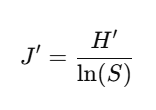 J′ = H′ / ln(S)